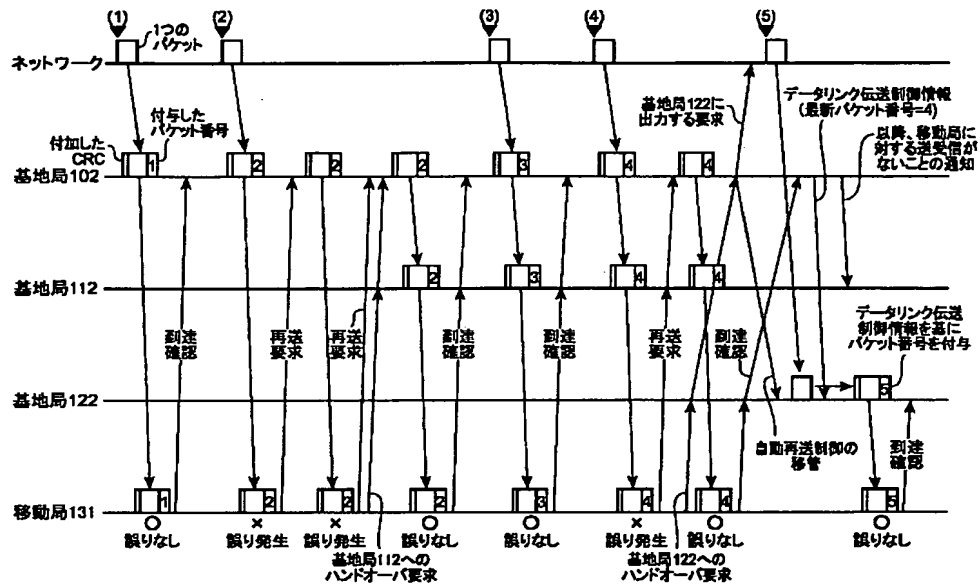 (1)
(2)
(3)
(4)
(5)
1つの
パケット
ネットワーク
付与した
パケット番号
付加した
CRC
基地局122に
出力する要求
データリンク伝送制御情報
(最新パケット番号=4)
以降、移動局に
対する送受信が
ないことの通知
1
2
2
2
3
4
4
基地局102
2
3
4
4
基地局112
到達
確認
再送
要求
再送
要求
到達
確認
到達
確認
再送
要求
到達
確認
データリンク伝送
制御情報を基に
パケット番号を付与
5
基地局122
自動再送制御の
移管
到達
確認
1
2
2
2
3
4
4
5
移動局131
○
×
×
○
○
×
○
○
誤りなし
誤り発生
誤り発生
誤りなし
誤りなし
誤り発生
誤りなし
誤りなし
基地局112への
ハンドオーバ要求
基地局122への
ハンドオーバ要求